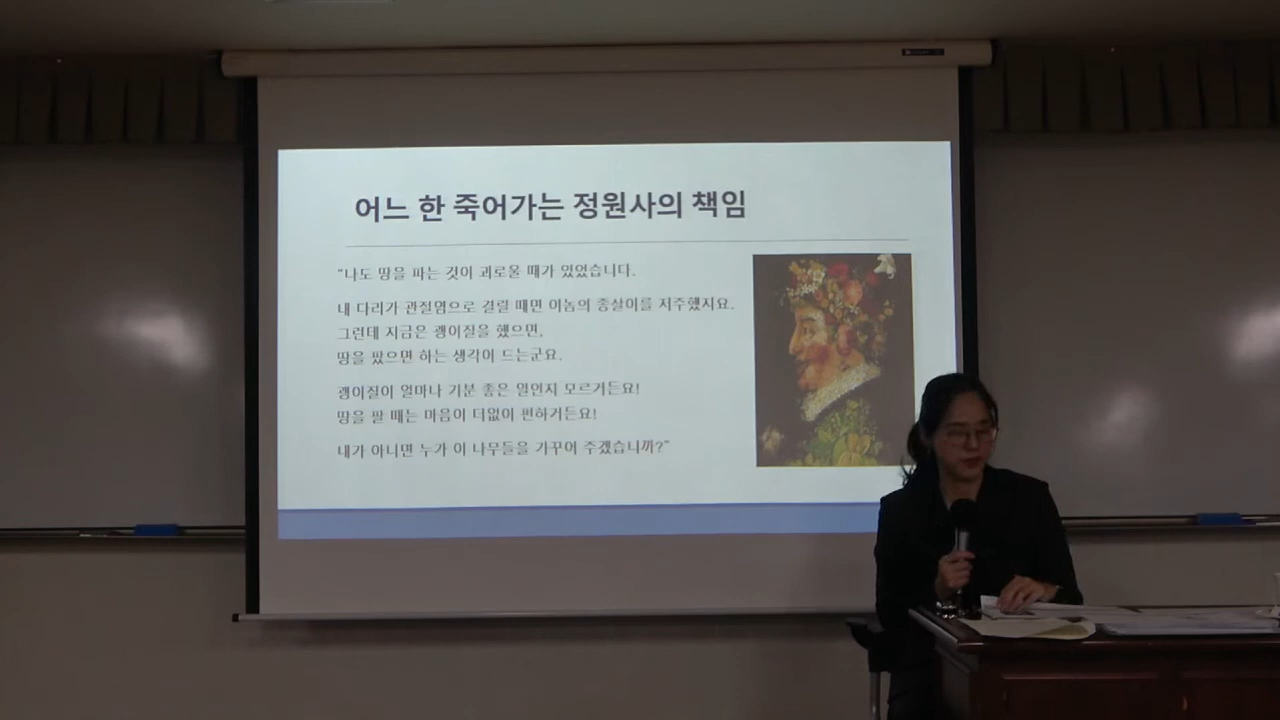 어느 한 죽어가는 정원사의 책임
"나도 땅을 파는 것이 괴로울 때가 있었습니다.
내 다리가 관절염으로 결릴 때면 이놈의 종살이를 저주했지요.
그런데 지금은 괭이질을 했으면,
땅을 팠으면 하는 생각이 드는군요.
괭이질이 얼마나 기분 좋은 일인지 모르거든요!
땅을 팔 때는 마음이 더없이 편하거든요!
내가 아니면 누가 이 나무들을 가꾸어 주겠습니까?"